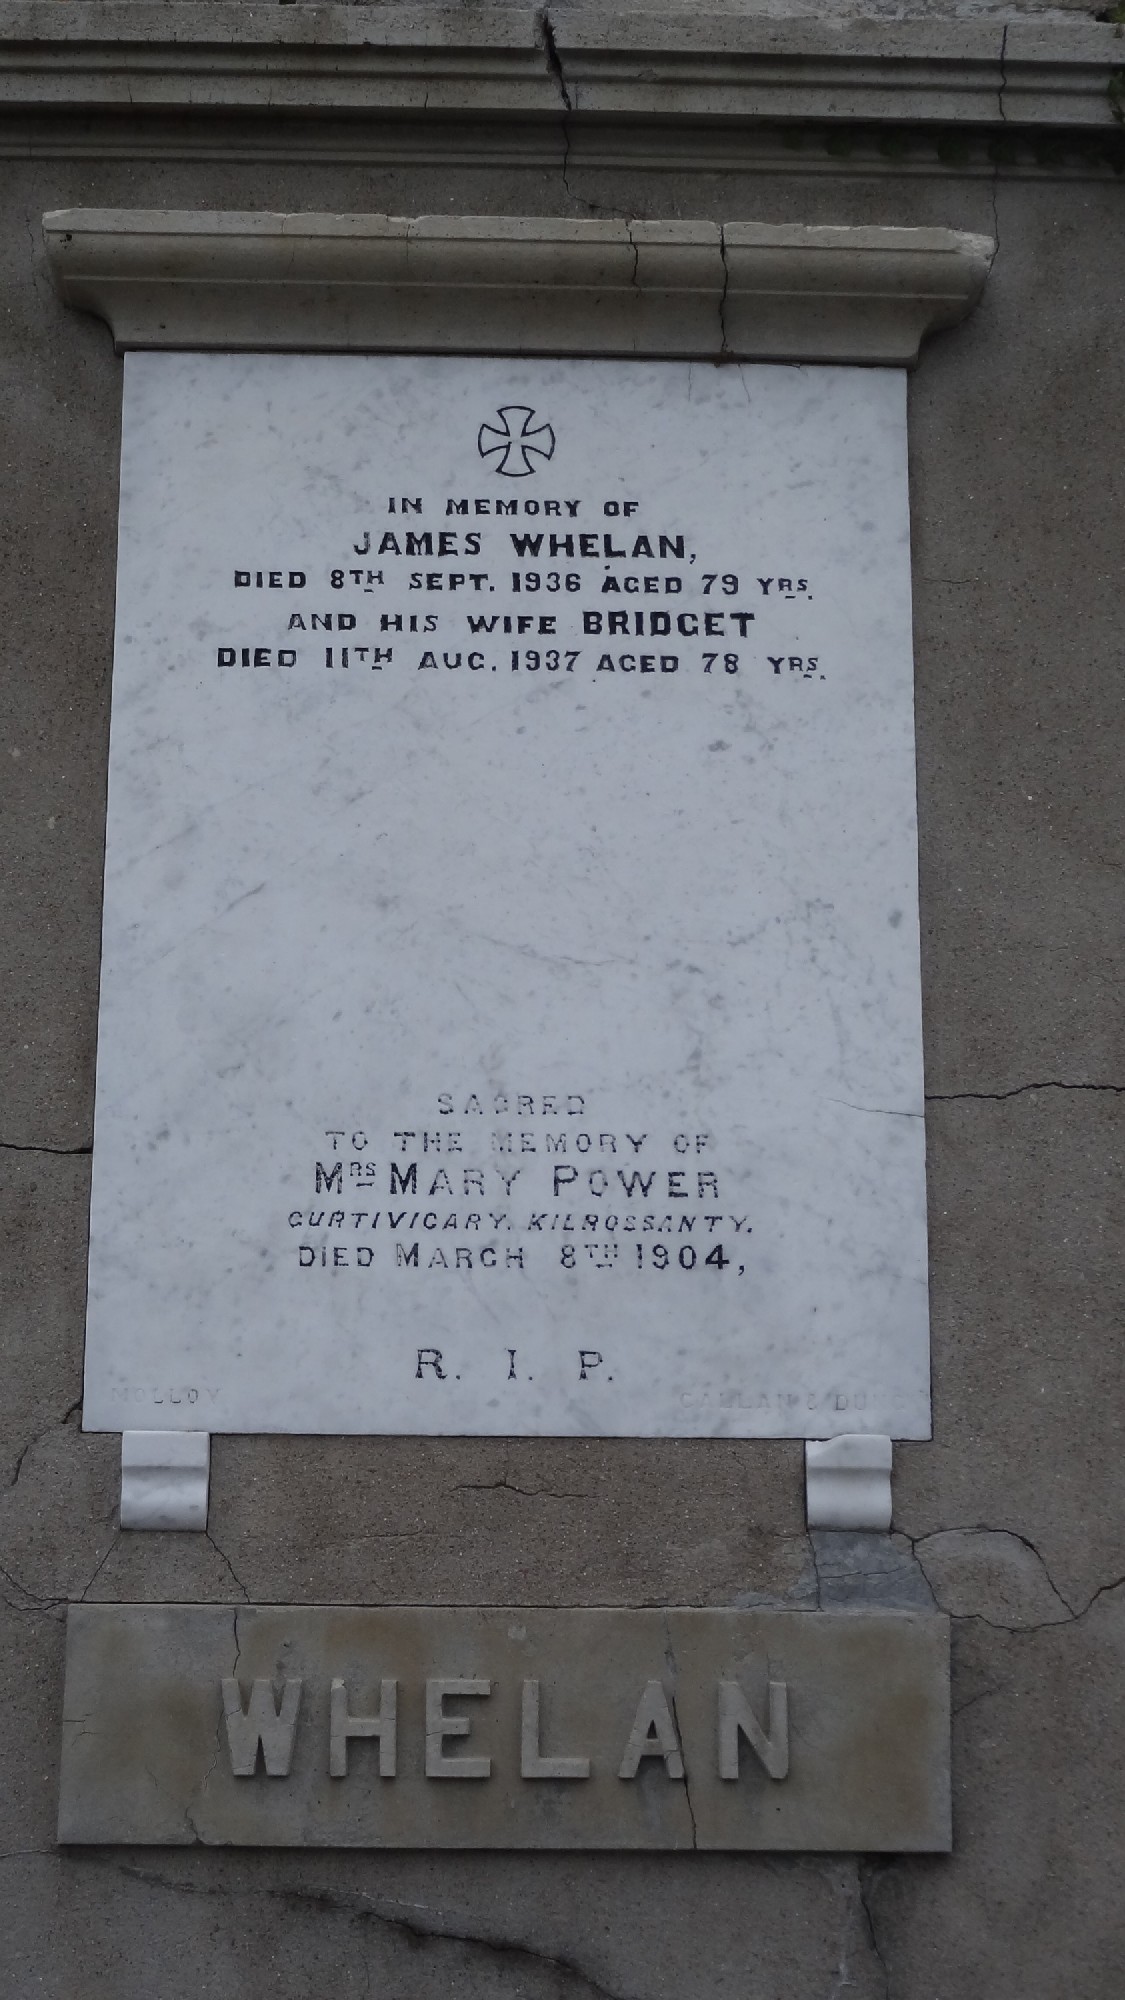 IN MEMORY OF
JAMES WHELAN,
DIED 8TH SEPT. 1936 AGED 79 YRS.
AND HIS WIFE BRIDGET
DIED 11TH AUG. 1937 AGED 78 YRS.
SACRED
TO THE MEMORY OF
MRS MARY POWER
CURTIVICARY. KILROSSANTY.
DIED MARCH 8TH 1904,
R. I. P.
MOLLOY
CALLAN &
WHELAN